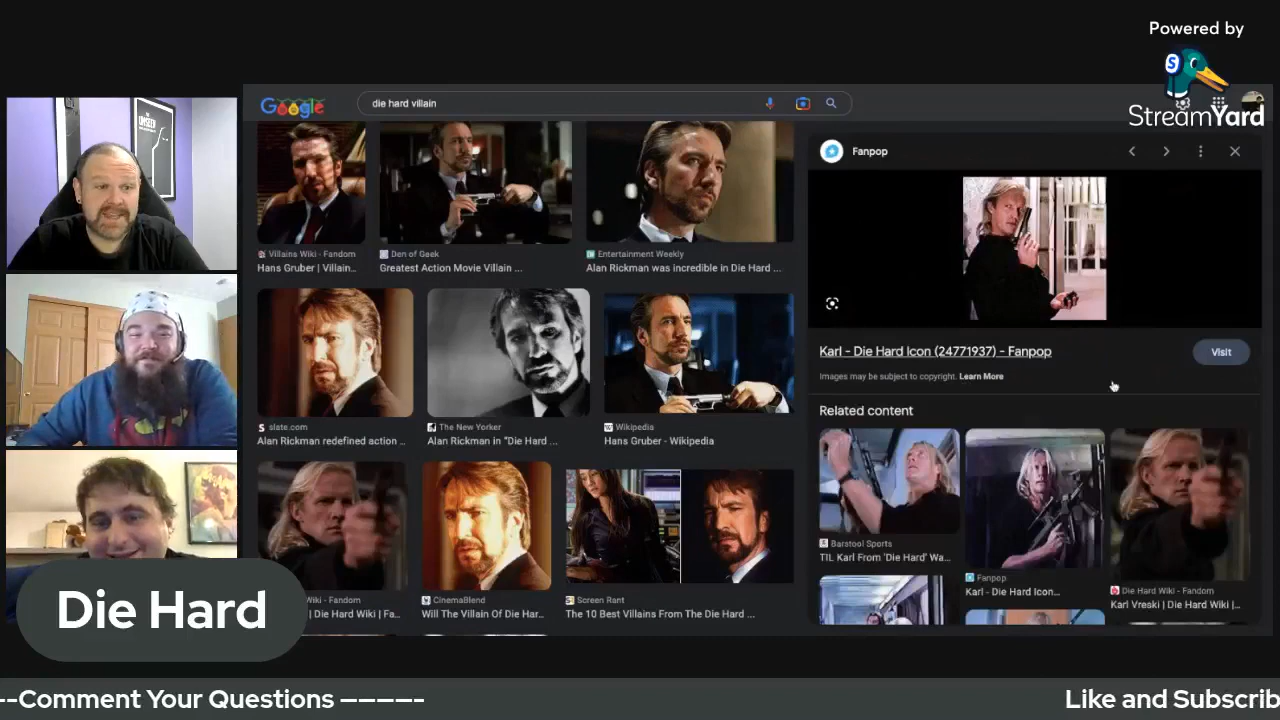 Powered by
StreamYard
Google
die hard villain
Fanpop
THE UNSEEN
Villains Wiki - Fandom
Hans Gruber | Villain...
Den of Geek
Greatest Action Movie Villain ...
Entertainment Weekly
Alan Rickman was incredible in Die Hard ...
Karl - Die Hard Icon (24771937) - Fanpop
Visit
Images may be subject to copyright. Learn More
Related content
slate.com
Alan Rickman redefined action ...
The New Yorker
Alan Rickman in "Die Hard ...
Wikipedia
Hans Gruber - Wikipedia
Barstool Sports
TIL Karl From 'Die Hard' Wa...
Fanpop
Karl - Die Hard Icon...
Die Hard Wiki - Fandom
Karl Vreski | Die Hard Wiki |...
Wiki - Fandom
| Die Hard Wiki | Fa...
CinemaBlend
Will The Villain Of Die Har...
Screen Rant
The 10 Best Villains From The Die Hard ...
Die Hard
--Comment Your Questions -----
Like and Subscrib